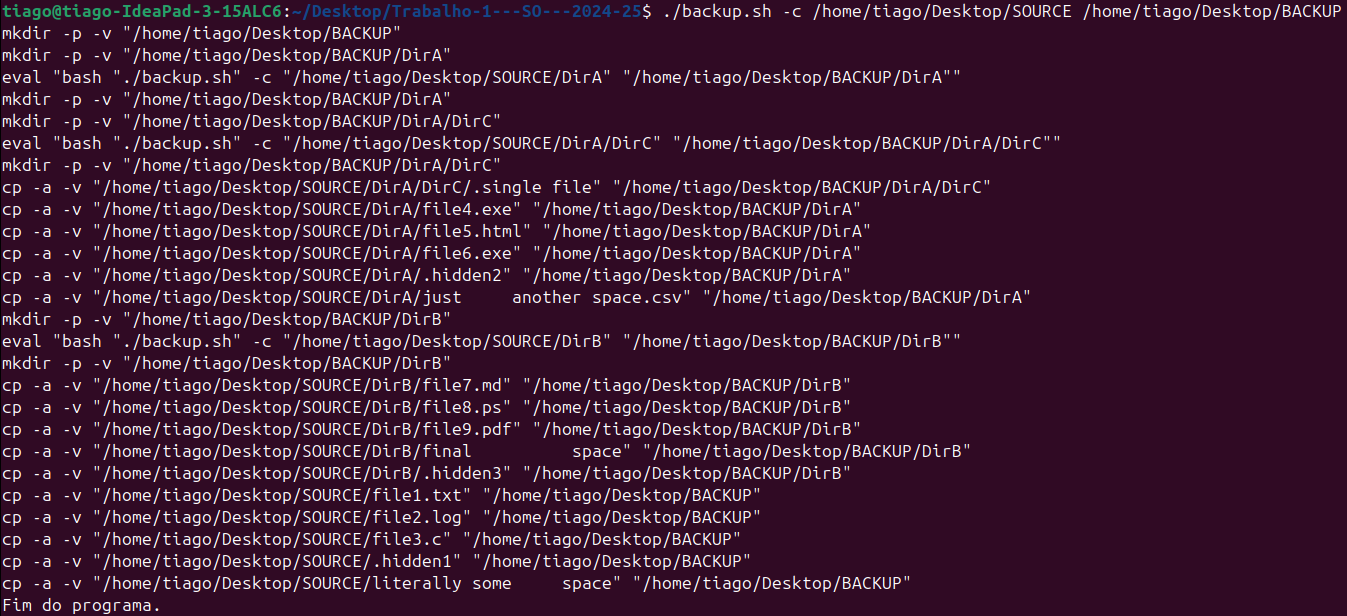 tiago@tiago-IdeaPad-3-15ALC6:~/Desktop/Trabalho-1---SO---2024-25$ ./backup.sh -c /home/tiago/Desktop/SOURCE /home/tiago/Desktop/BACKUP
mkdir -p -v "/home/tiago/Desktop/BACKUP"
mkdir -p -v "/home/tiago/Desktop/BACKUP/DirA"
eval "bash "./backup.sh" -c "/home/tiago/Desktop/SOURCE/DirA" "/home/tiago/Desktop/BACKUP/DirA""
mkdir -p -v "/home/tiago/Desktop/BACKUP/DirA"
mkdir -p -v "/home/tiago/Desktop/BACKUP/DirA/DirC"
eval "bash "./backup.sh" -c "/home/tiago/Desktop/SOURCE/DirA/DirC" "/home/tiago/Desktop/BACKUP/DirA/DirC""
mkdir -p -v "/home/tiago/Desktop/BACKUP/DirA/DirC"
cp -a -v "/home/tiago/Desktop/SOURCE/DirA/DirC/.single file" "/home/tiago/Desktop/BACKUP/DirA/DirC"
cp -a -v "/home/tiago/Desktop/SOURCE/DirA/file4.exe" "/home/tiago/Desktop/BACKUP/DirA"
cp -a -v "/home/tiago/Desktop/SOURCE/DirA/file5.html" "/home/tiago/Desktop/BACKUP/DirA"
cp -a -v "/home/tiago/Desktop/SOURCE/DirA/file6.exe" "/home/tiago/Desktop/BACKUP/DirA"
cp -a -v "/home/tiago/Desktop/SOURCE/DirA/.hidden2" "/home/tiago/Desktop/BACKUP/DirA"
cp -a -v "/home/tiago/Desktop/SOURCE/DirA/just     another space.csv" "/home/tiago/Desktop/BACKUP/DirA"
mkdir -p -v "/home/tiago/Desktop/BACKUP/DirB"
eval "bash "./backup.sh" -c "/home/tiago/Desktop/SOURCE/DirB" "/home/tiago/Desktop/BACKUP/DirB""
mkdir -p -v "/home/tiago/Desktop/BACKUP/DirB"
cp -a -v "/home/tiago/Desktop/SOURCE/DirB/file7.md" "/home/tiago/Desktop/BACKUP/DirB"
cp -a -v "/home/tiago/Desktop/SOURCE/DirB/file8.ps" "/home/tiago/Desktop/BACKUP/DirB"
cp -a -v "/home/tiago/Desktop/SOURCE/DirB/file9.pdf" "/home/tiago/Desktop/BACKUP/DirB"
cp -a -v "/home/tiago/Desktop/SOURCE/DirB/final          space" "/home/tiago/Desktop/BACKUP/DirB"
cp -a -v "/home/tiago/Desktop/SOURCE/DirB/.hidden3" "/home/tiago/Desktop/BACKUP/DirB"
cp -a -v "/home/tiago/Desktop/SOURCE/file1.txt" "/home/tiago/Desktop/BACKUP"
cp -a -v "/home/tiago/Desktop/SOURCE/file2.log" "/home/tiago/Desktop/BACKUP"
cp -a -v "/home/tiago/Desktop/SOURCE/file3.c" "/home/tiago/Desktop/BACKUP"
cp -a -v "/home/tiago/Desktop/SOURCE/.hidden1" "/home/tiago/Desktop/BACKUP"
cp -a -v "/home/tiago/Desktop/SOURCE/literally some     space" "/home/tiago/Desktop/BACKUP"
Fim do programa.